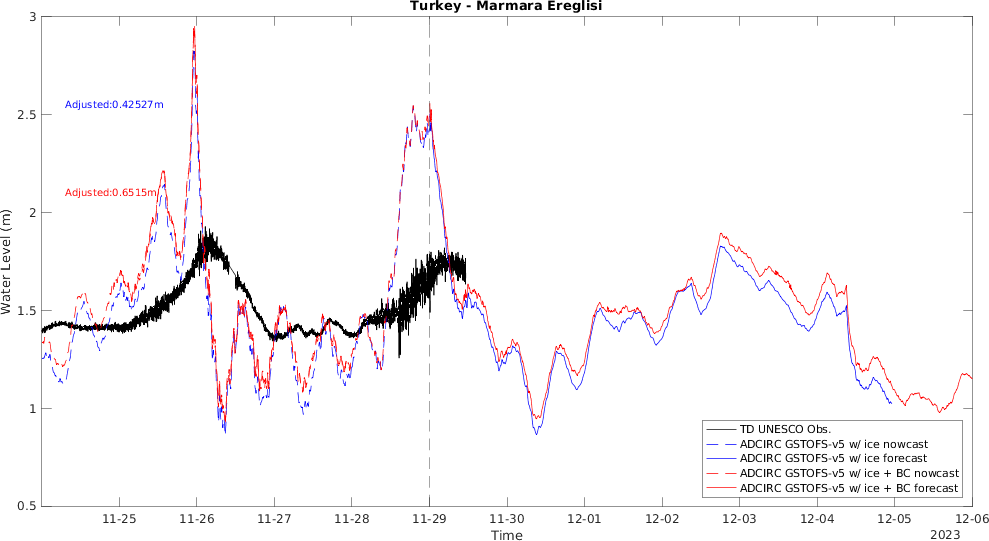 Turkey - Marmara Ereglisi
3
2.5
2
1.5
1
0.5
Water Level (m)
Adjusted:0.42527m
Adjusted:0.6515m
TD UNESCO Obs.
ADCIRC GSTOFS-v5 w/ ice nowcast
ADCIRC GSTOFS-v5 w/ ice forecast
ADCIRC GSTOFS-v5 w/ ice + BC nowcast
ADCIRC GSTOFS-v5 w/ ice + BC forecast
11-25 11-26 11-27 11-28 11-29 11-30 12-01 12-02 12-03 12-04 12-05 12-06
Time
2023